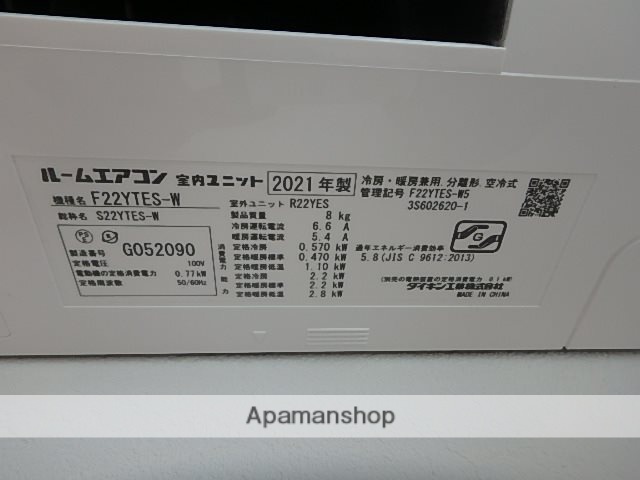 ルームエアコン 室内ユニット 2021年製 冷房・暖房兼用.分離形.空冷式
機種名 F22YTES-W
室外ユニット R22YES
管理記号 F22YTES-W5
3S602620-1
S22YTES-W
製造番号 G052090
定格電圧 100V
電動機の定格消費電力 0.77kW
定格周波数 50/60Hz
製品質量 8 kg
冷房運転電流 6.6 A
暖房運転電流 5.4 A
消費電力
定格冷房 0.570 kW
定格暖房標準 0.470 kW
定格暖房低温 1.10 kW
能力
定格冷房 2.2 kW
定格暖房標準 2.2 kW
定格暖房低温 2.8 kW
G
通年エネルギー消費効率
5.8 (JIS C 9612:2013)
ダイキン工業株式会社
MADE IN CHINA
Apamanshop